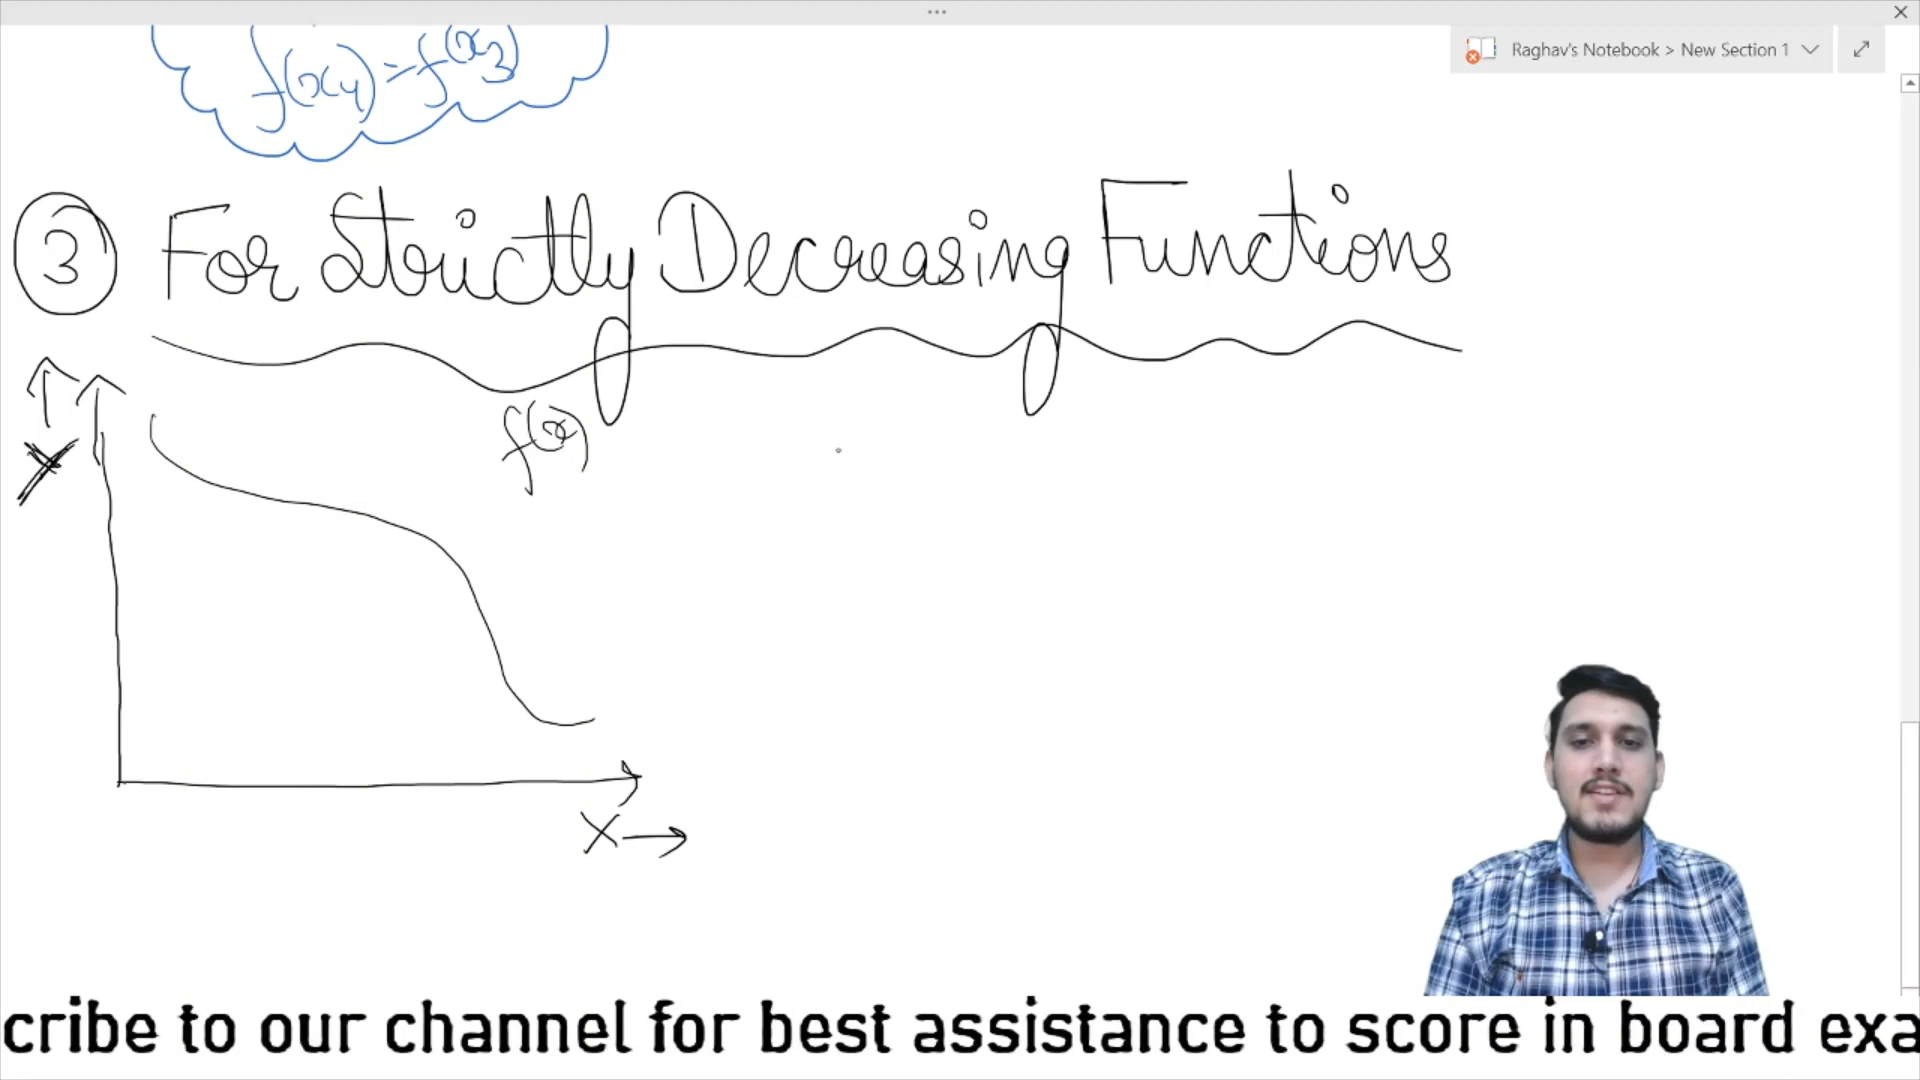 Raghav's Notebook > New Section 1
f(x4)=f(x3)
3 For Strictly Decreasing Functions
f(x)
X
cribe to our channel for best assistance to score in board exa